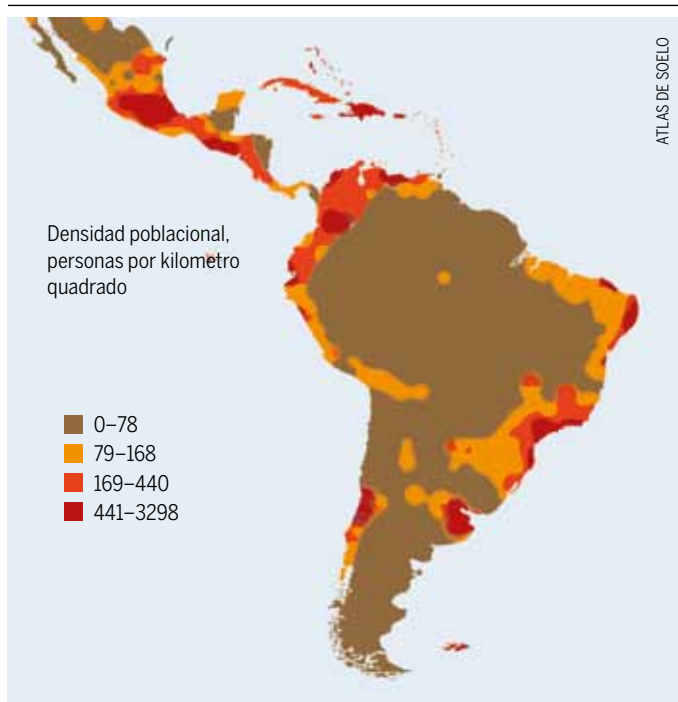 ATLAS DE SOELO
Densidad poblacional,
personas por kilometro
quadrado
0–78
79–168
169–440
441–3298